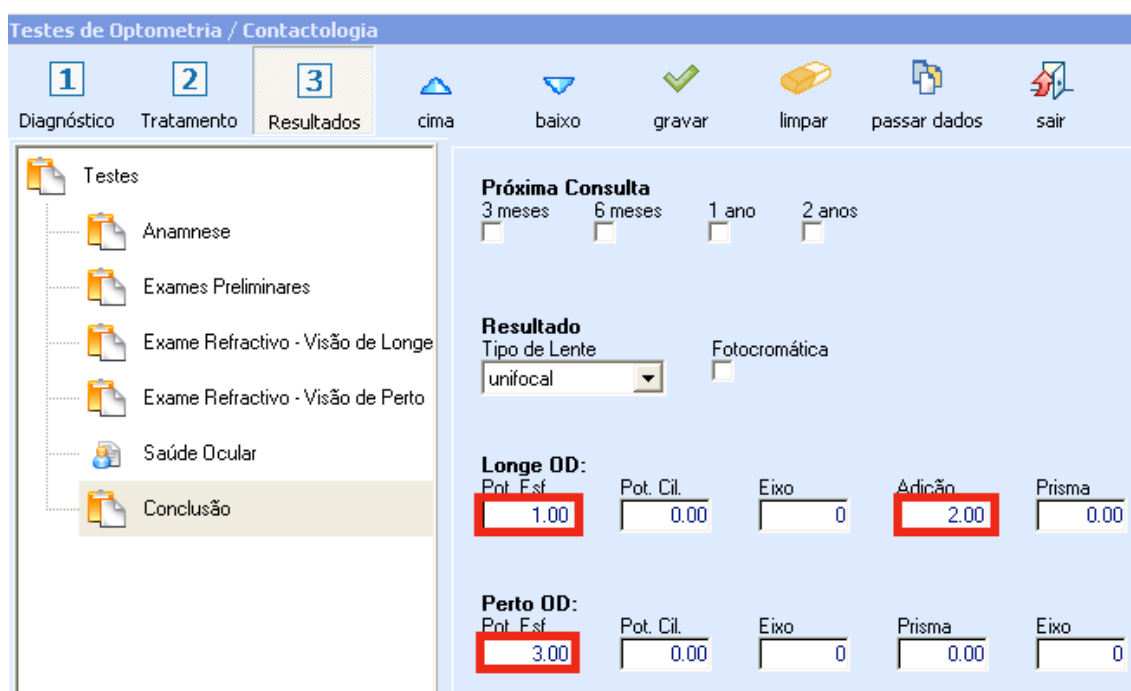 Testes de Optometria / Contactologia
1 2 3
Diagnóstico Tratamento Resultados cima baixo gravar limpar passar dados sair
Testes
Anamnese
Exames Preliminares
Exame Refractivo - Visão de Longe
Exame Refractivo - Visão de Perto
Saúde Ocular
Conclusão
Próxima Consulta
3 meses 6 meses 1 ano 2 anos
Resultado
Tipo de Lente Fotocromática
unifocal
Longe OD:
Pot. Esf Pot. Cil. Eixo Adição Prisma
1.00 0.00 0 2.00 0.00
Perto OD:
Pot. Esf Pot. Cil. Eixo Prisma Eixo
3.00 0.00 0 0.00 0